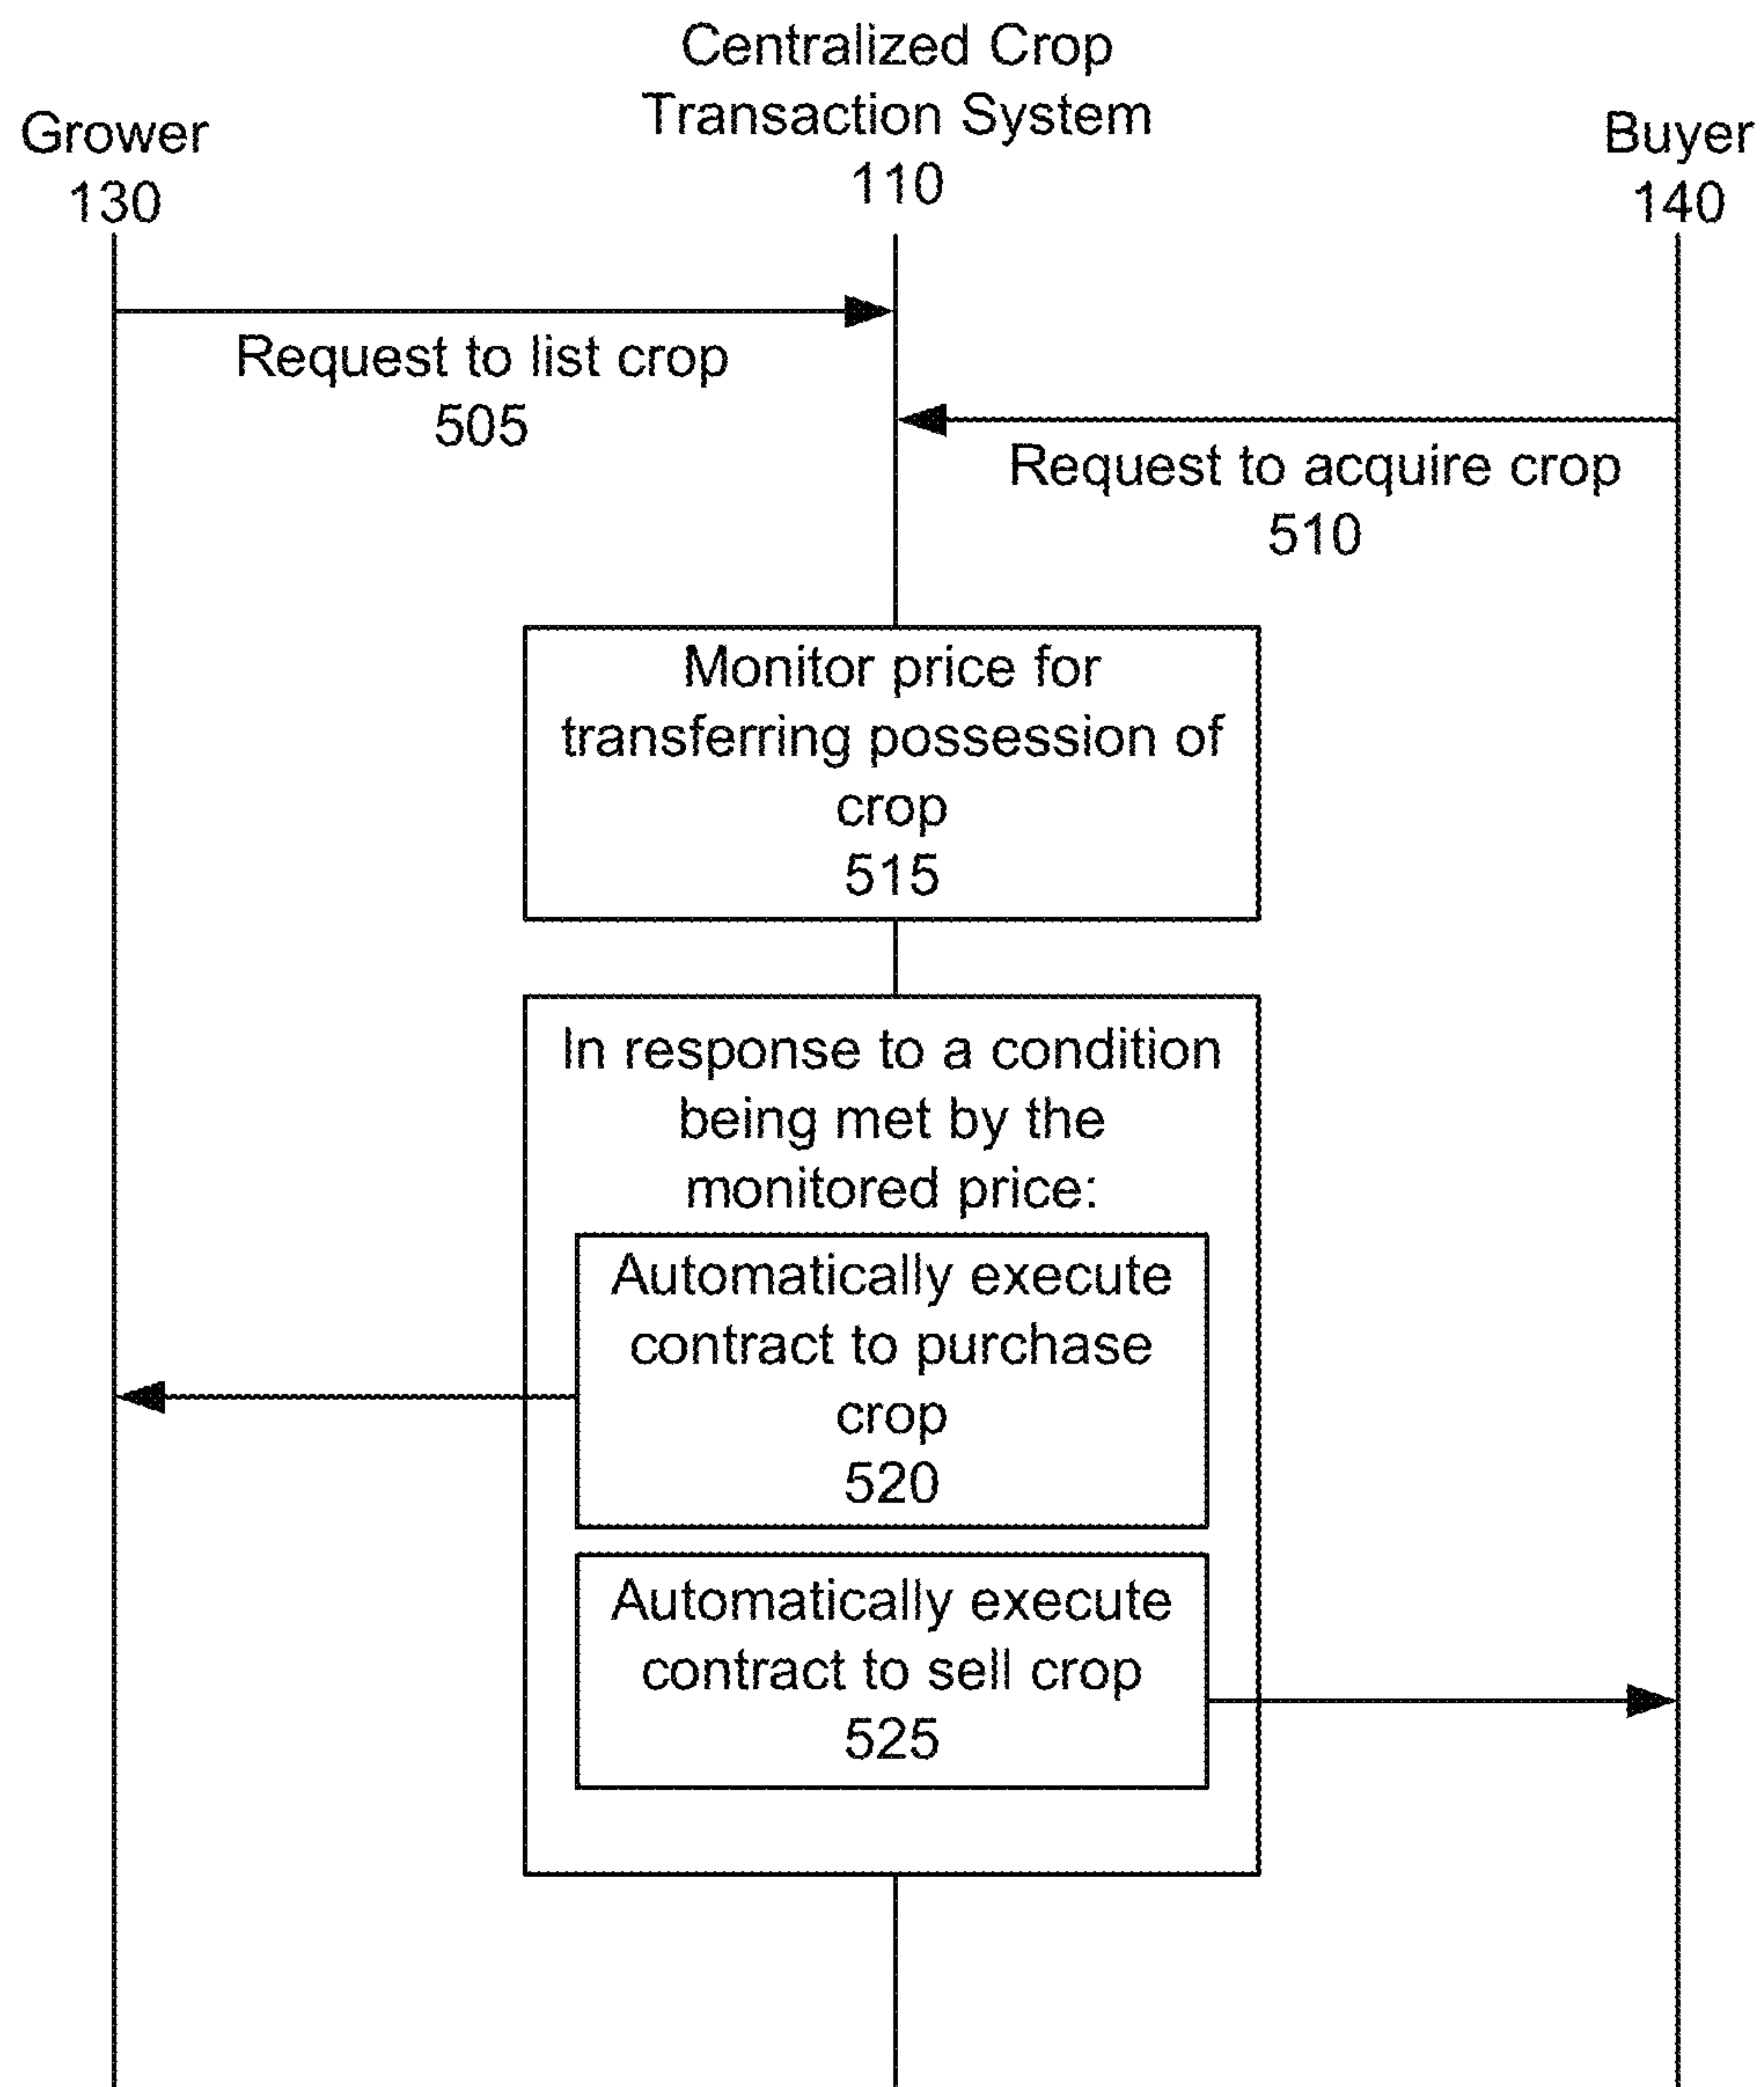 Centralized Crop
Transaction System
110
Grower
130
Buyer
140
Request to list crop
505
Request to acquire crop
510
Monitor price for
transferring possession of
crop
515
In response to a condition
being met by the
monitored price:
Automatically execute
contract to purchase
crop
520
Automatically execute
contract to sell crop
525